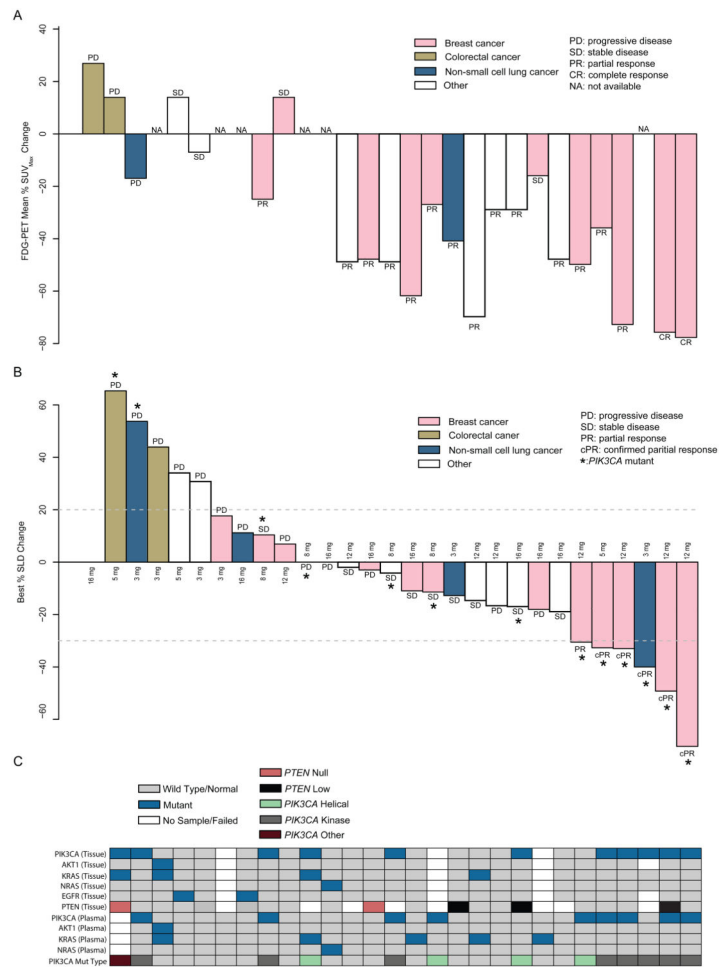 A
FDG-PET Mean % SUVMax Change
40
20
0
−20
−40
−60
−80
Breast cancer
Colorectal cancer
Non-small cell lung cancer
Other
PD: progressive disease
SD: stable disease
PR: partial response
CR: complete response
NA: not available
PD
PD
PD
NA
SD
SD
NA
NA
PR
SD
NA
NA
PR
PR
PR
PR
PR
PR
PR
PR
PR
SD
PR
PR
PR
PR
NA
CR
CR
B
Best % SLD Change
60
40
20
0
−20
−40
−60
Breast cancer
Colorectal caner
Non-small cell lung cancer
Other
PD: progressive disease
SD: stable disease
PR: partial response
cPR: confirmed partial response
*:PIK3CA mutant
* PD
* PD
PD
PD
PD
PD
PD
* SD
PD
PD *
PD
SD
PD
SD *
SD
SD *
SD
SD
PD
SD *
PD
SD
PR *
cPR *
cPR *
cPR *
cPR *
cPR *
16 mg
5 mg
3 mg
3 mg
5 mg
3 mg
3 mg
16 mg
8 mg
12 mg
8 mg
16 mg
12 mg
16 mg
8 mg
16 mg
8 mg
3 mg
12 mg
12 mg
16 mg
16 mg
12 mg
12 mg
5 mg
12 mg
3 mg
12 mg
12 mg
C
Wild Type/Normal
Mutant
No Sample/Failed
PTEN Null
PTEN Low
PIK3CA Helical
PIK3CA Kinase
PIK3CA Other
PIK3CA (Tissue)
AKT1 (Tissue)
KRAS (Tissue)
NRAS (Tissue)
EGFR (Tissue)
PTEN (Tissue)
PIK3CA (Plasma)
AKT1 (Plasma)
KRAS (Plasma)
NRAS (Plasma)
PIK3CA Mut Type